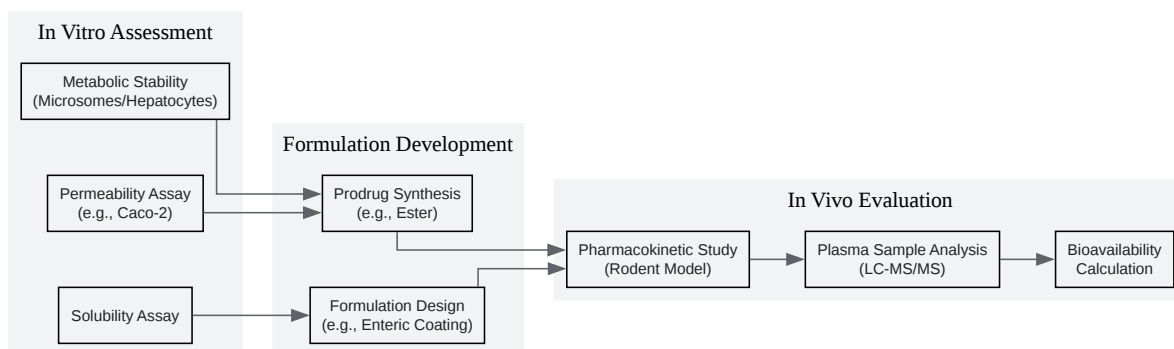 In Vitro Assessment
Metabolic Stability
(Microsomes/Hepatocytes)
Permeability Assay
(e.g., Caco-2)
Solubility Assay
Formulation Development
Prodrug Synthesis
(e.g., Ester)
Formulation Design
(e.g., Enteric Coating)
In Vivo Evaluation
Pharmacokinetic Study
(Rodent Model)
Plasma Sample Analysis
(LC-MS/MS)
Bioavailability
Calculation